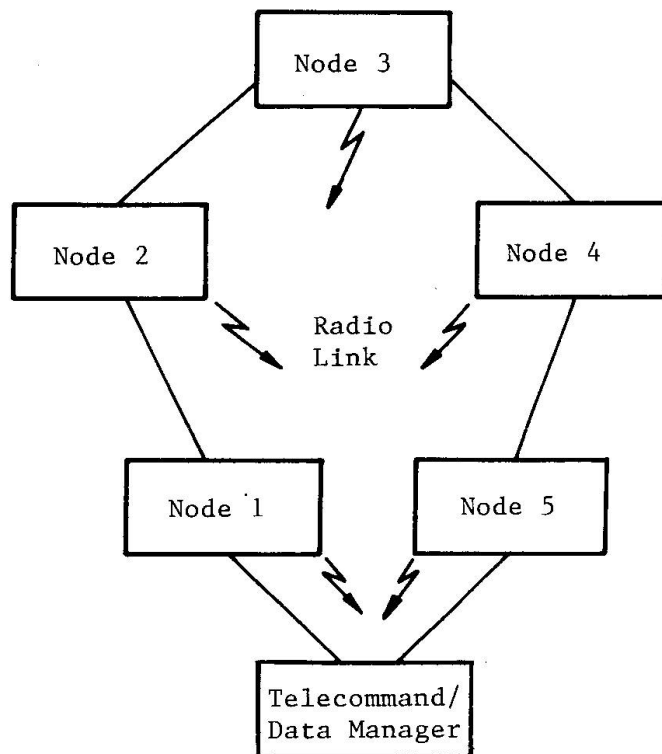 Node 3
Node 2
Node 4
Radio
Link
Node 1
Node 5
Telecommand/
Data Manager